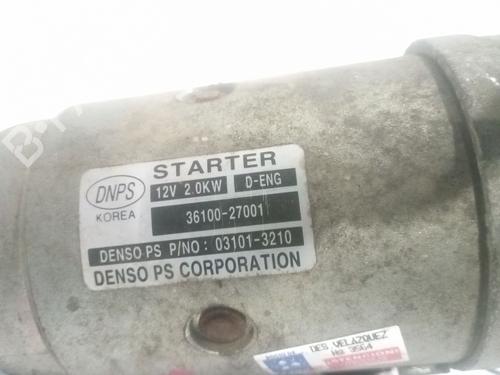 STARTER
DNPS
12V 2.0KW D-ENG
KOREA
36100-27001
DENSO PS P/NO: 03101-3210
DENSO PS CORPORATION
DES VELAZQUEZ